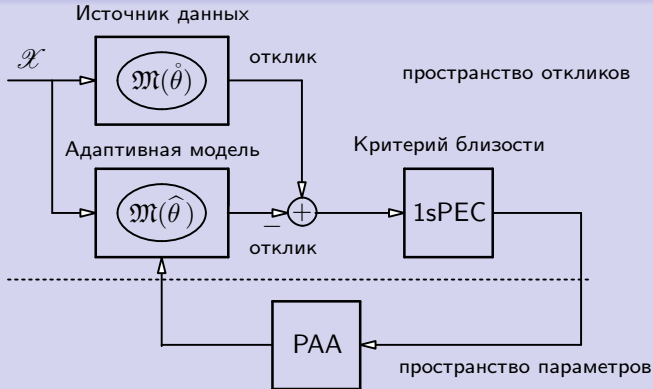 Источник данных
𝒳
𝔐(θ̊)
отклик
пространство откликов
Адаптивная модель
Критерий близости
𝔐(θ̂)
−
+
1sPEC
отклик
PAA
пространство параметров